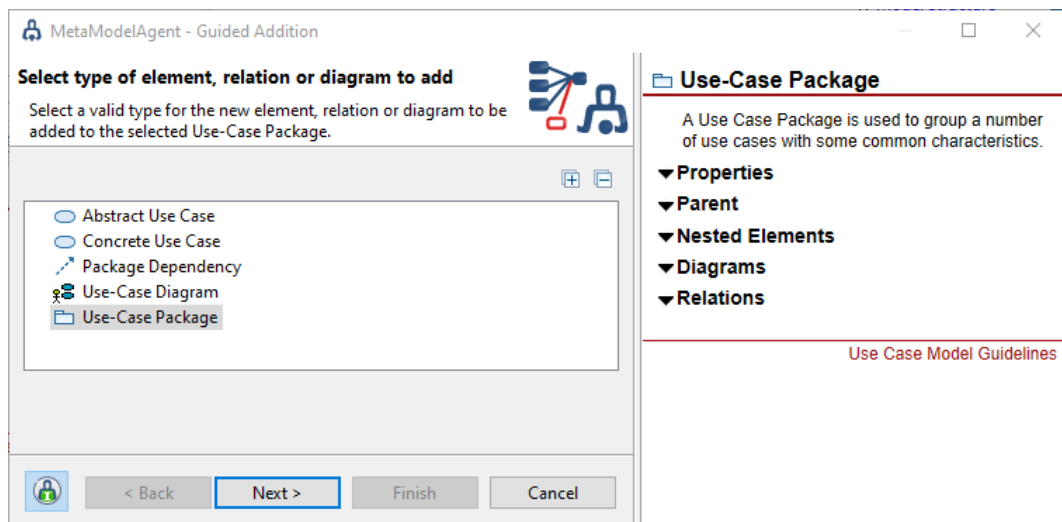 MetaModelAgent - Guided Addition
Select type of element, relation or diagram to add
Select a valid type for the new element, relation or diagram to be
added to the selected Use-Case Package.
Abstract Use Case
Concrete Use Case
Package Dependency
Use-Case Diagram
Use-Case Package
< Back
Next >
Finish
Cancel
Use-Case Package
A Use Case Package is used to group a number
of use cases with some common characteristics.
Properties
Parent
Nested Elements
Diagrams
Relations
Use Case Model Guidelines